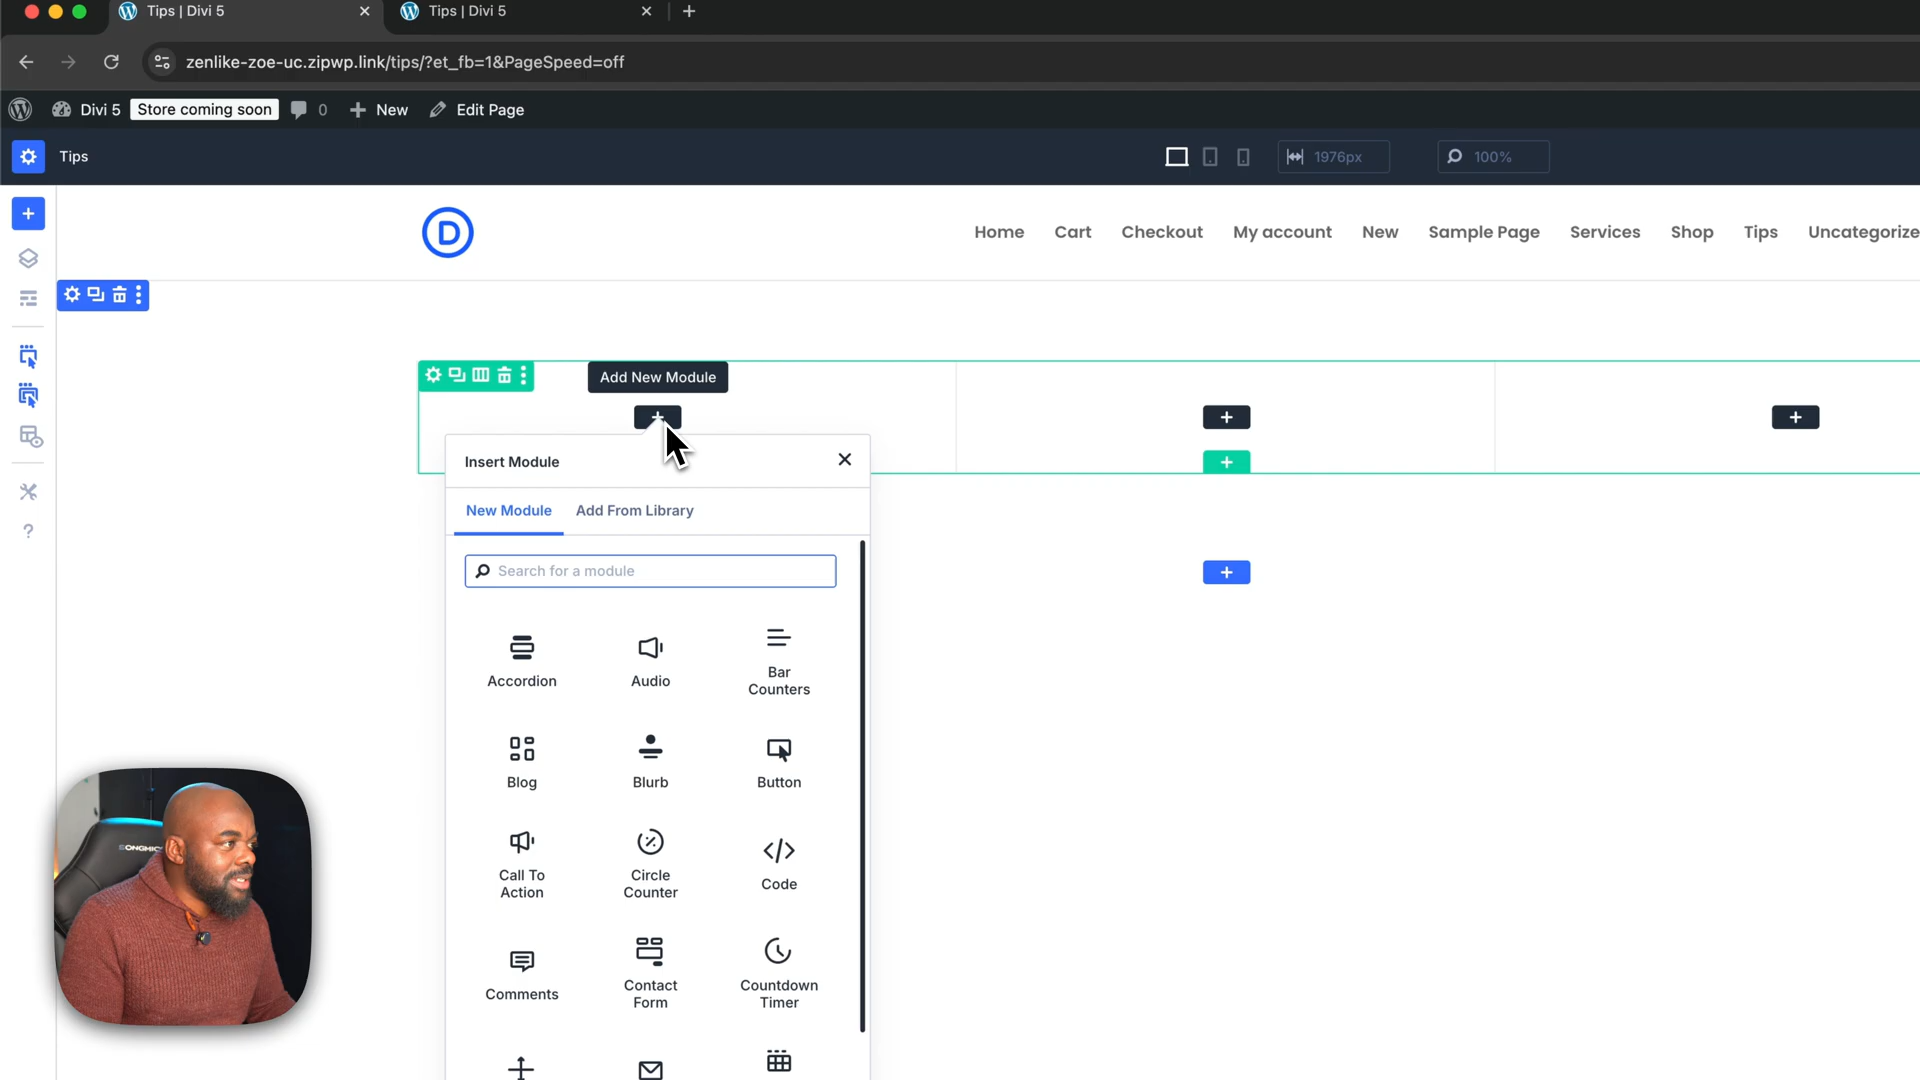 Tips | Divi 5
Tips | Divi 5
zenlike-zoe-uc.zipwp.link/tips/?et_fb=1&PageSpeed=off
Divi 5 Store coming soon 0 New Edit Page
Tips
1976px
100%
D
Home Cart Checkout My account New Sample Page Services Shop Tips Uncategorize
Add New Module
Insert Module
New Module Add From Library
Search for a module
Accordion
Audio
Bar
Counters
Blog
Blurb
Button
Call To
Action
Circle
Counter
Code
Comments
Contact
Form
Countdown
Timer